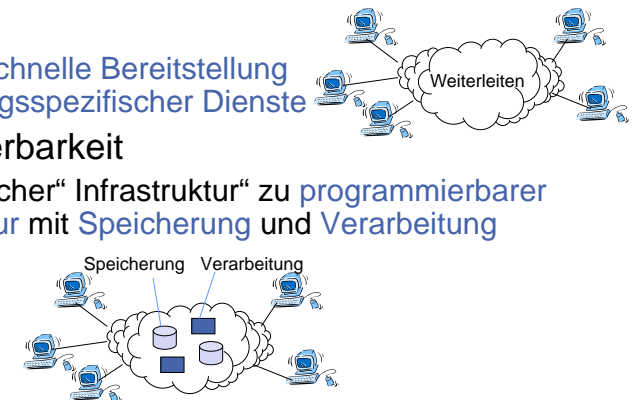 chnelle Bereitstellung
gsspezifischer Dienste
Weiterleiten
erbarkeit
cher“ Infrastruktur“ zu programmierbarer
ur mit Speicherung und Verarbeitung
Speicherung Verarbeitung